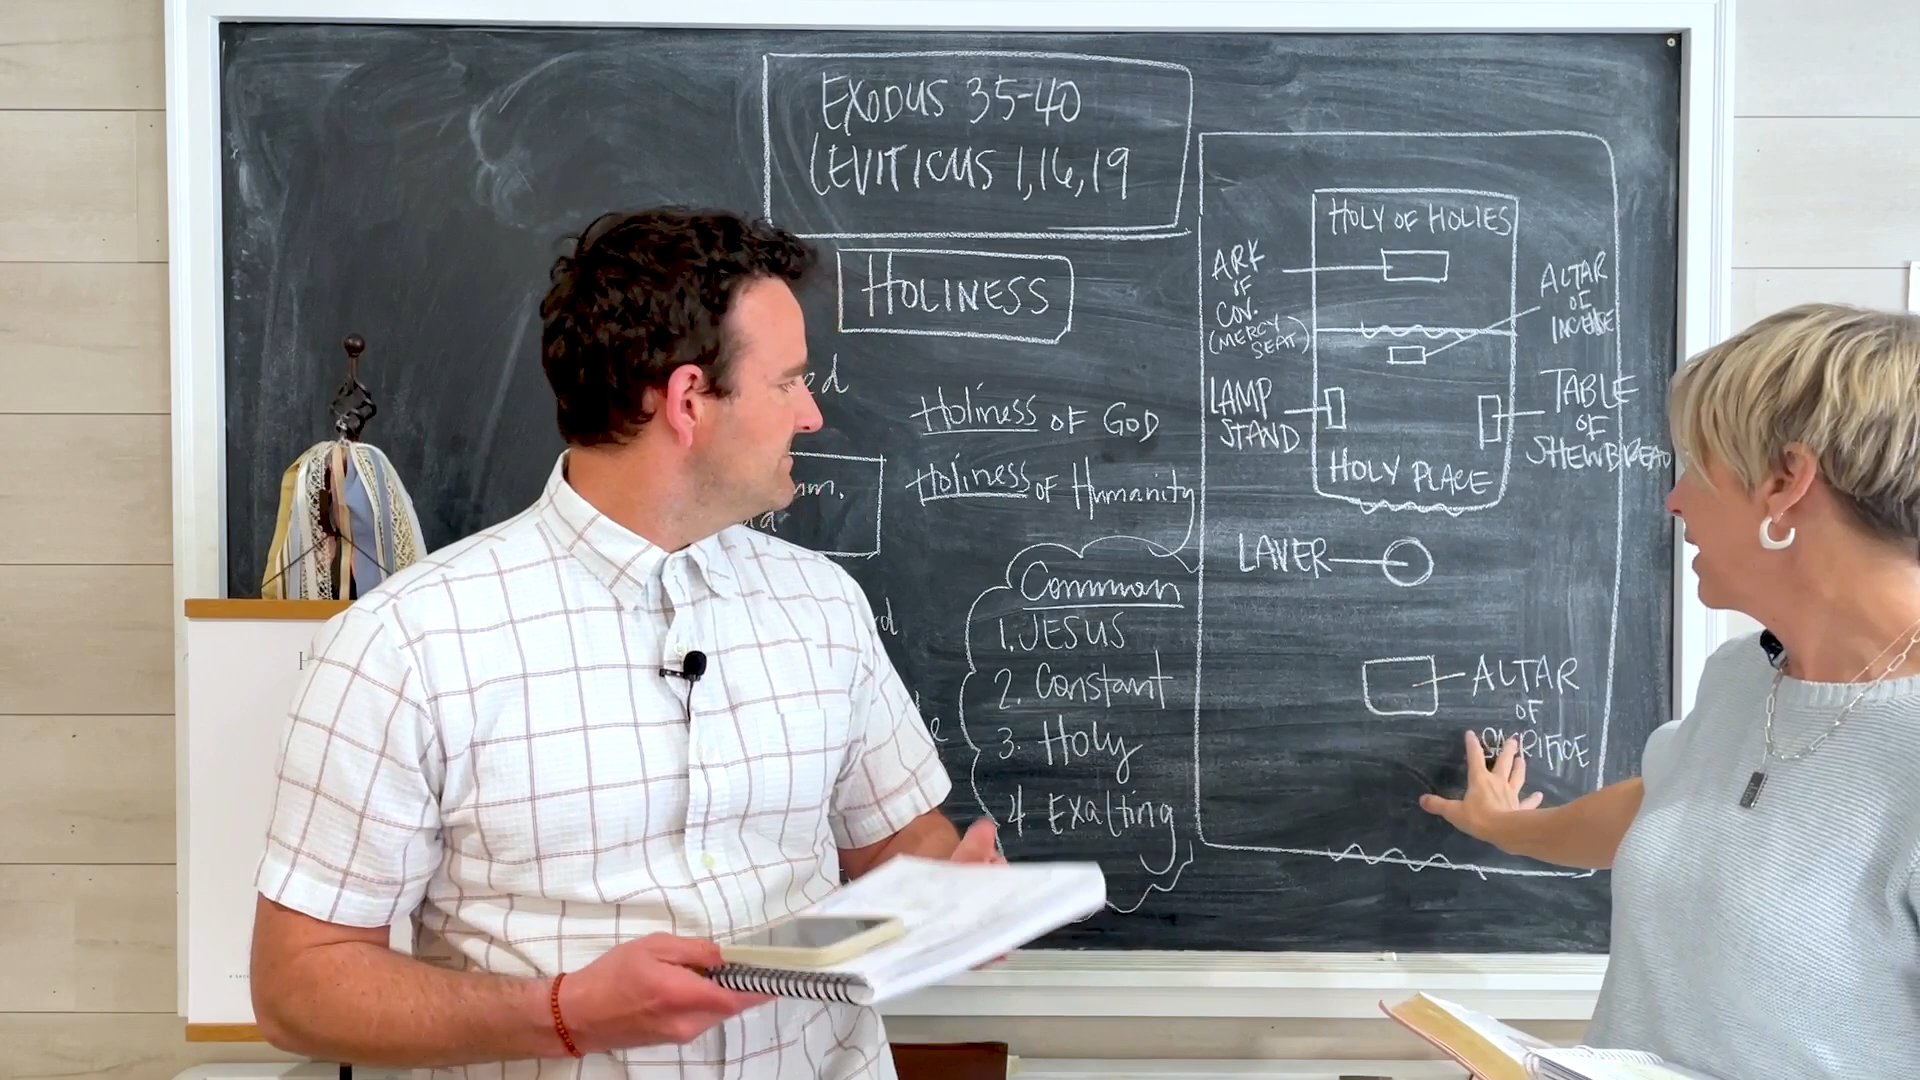 EXODUS 35-40
LEVITICUS 1,16,19
HOLINESS
Holiness OF GOD
Holiness OF Humanity
Common
1. JESUS
2. Constant
3. Holy
4 Exalting
HOLY OF HOLIES
ARK
OF
COV.
(MERCY
SEAT)
ALTAR
OF
INCENSE
LAMP
STAND
TABLE
OF
SHEWBREAD
HOLY PLACE
LAVER
ALTAR
OF
SACRIFICE